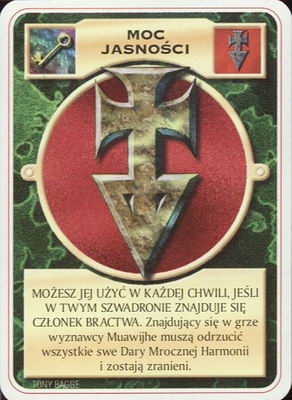 MOC
JASNOŚCI
MOŻESZ JEJ UŻYĆ W KAŻDEJ CHWILI, JEŚLI
W TWYM SZWADRONIE ZNAJDUJE SIĘ
CZŁONEK BRACTWA. Znajdujący się w grze
wyznawcy Muawijhe muszą odrzucić
wszystkie swe Dary Mrocznej Harmonii
i zostają zranieni.
TONY BAGGE